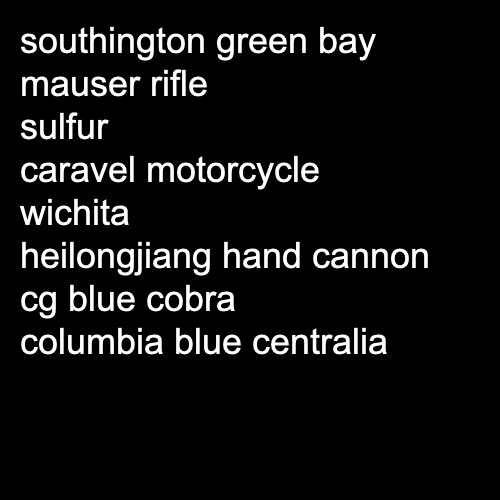 southington green bay
mauser rifle
sulfur
caravel motorcycle
wichita
heilongjiang hand cannon
cg blue cobra
columbia blue centralia